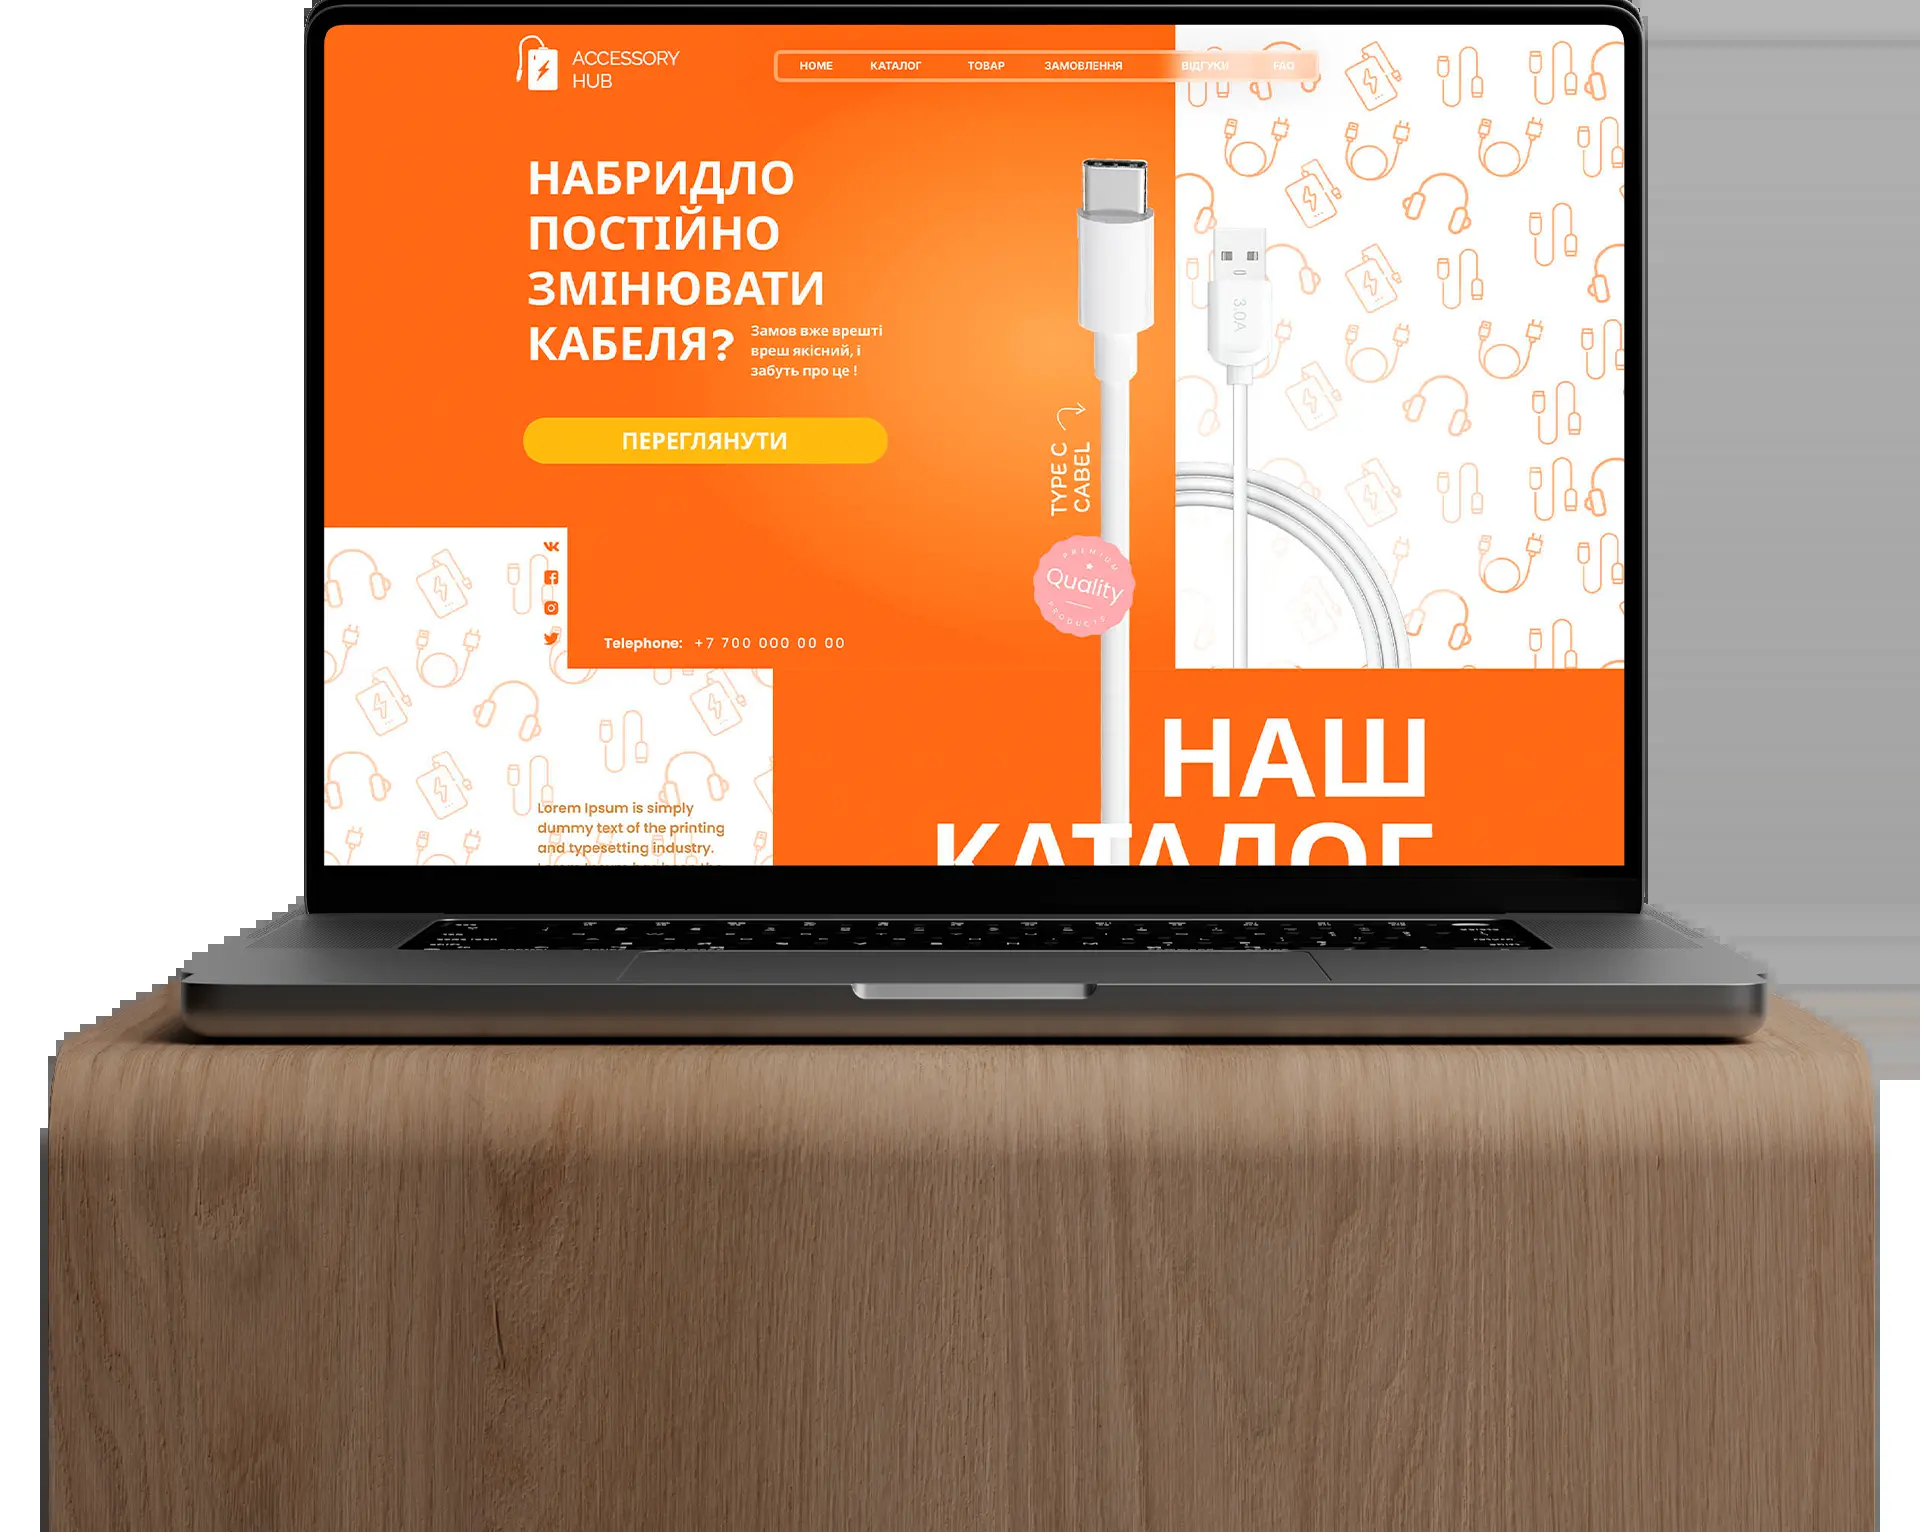 ACCESSORY
HUB
HOME КАТАЛОГ ТОВАР ЗАМОВЛЕННЯ ВІДГУКИ FAQ
НАБРИДЛО
ПОСТІЙНО
ЗМІНЮВАТИ
КАБЕЛЯ?
Замов вже врешті
вреш якісний, і
забуть про це !
ПЕРЕГЛЯНУТИ
3.0A
TYPE C
CABEL
PREMIUM
Quality
PRODUCTS
Telephone: +7 700 000 00 00
НАШ
КАТАЛОГ
Lorem Ipsum is simply
dummy text of the printing
and typesetting industry.